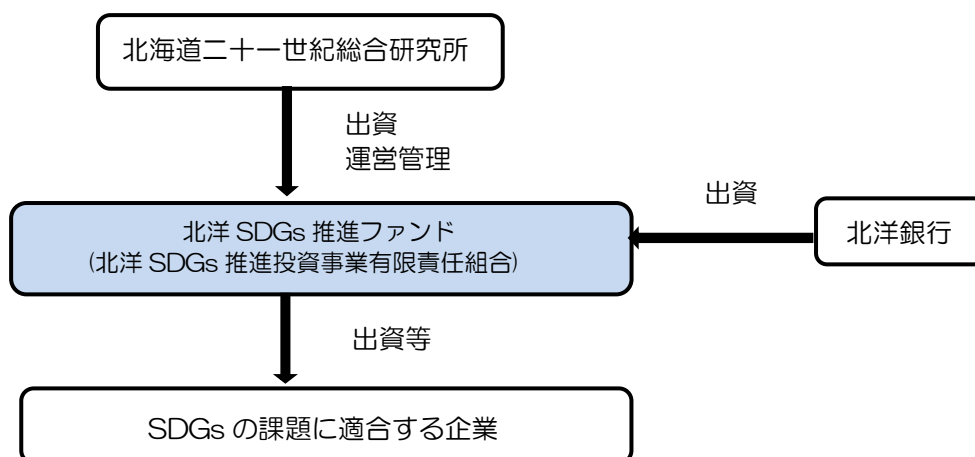 北海道二十一世紀総合研究所
出資
運営管理
出資
北洋 SDGs 推進ファンド
(北洋 SDGs 推進投資事業有限責任組合)
北洋銀行
出資等
SDGs の課題に適合する企業